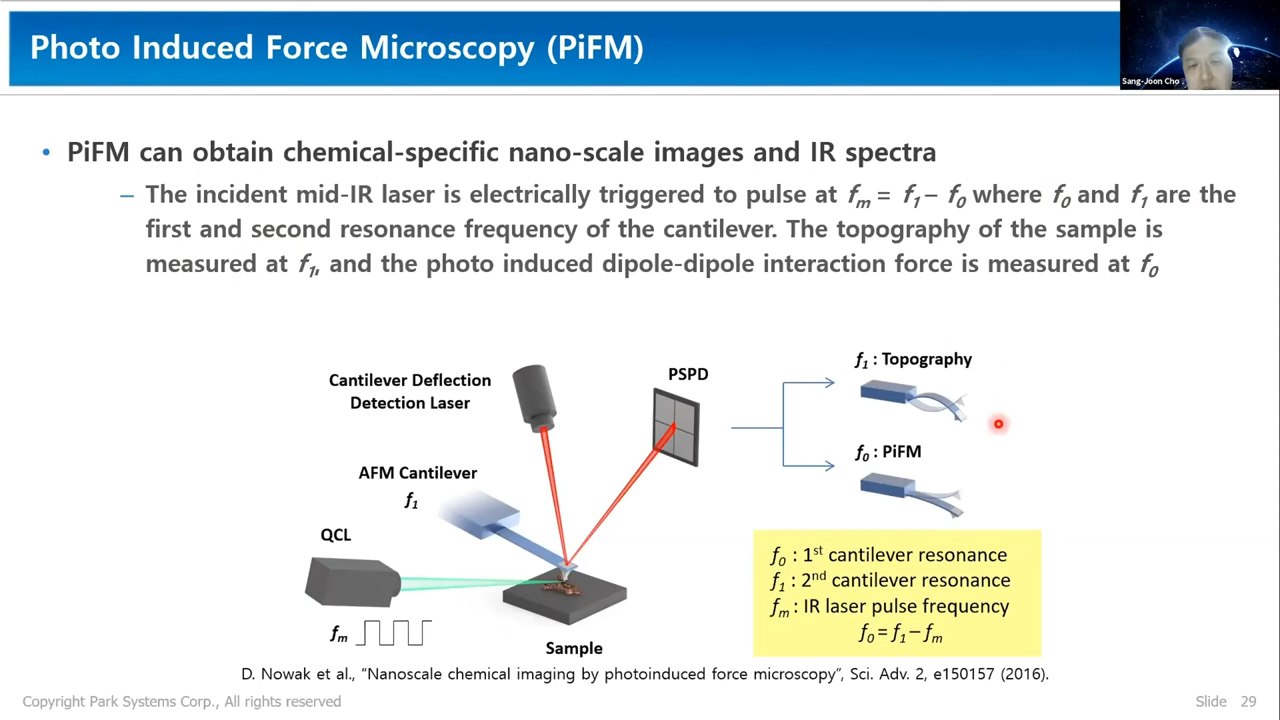 Photo Induced Force Microscopy (PiFM)
Sang-Joon Cho
• PiFM can obtain chemical-specific nano-scale images and IR spectra
– The incident mid-IR laser is electrically triggered to pulse at fm = f1 – f0 where f0 and f1 are the
first and second resonance frequency of the cantilever. The topography of the sample is
measured at f1, and the photo induced dipole-dipole interaction force is measured at f0
Cantilever Deflection
Detection Laser
PSPD
f1 : Topography
f0 : PiFM
AFM Cantilever
f1
QCL
fm
Sample
f0 : 1st cantilever resonance
f1 : 2nd cantilever resonance
fm : IR laser pulse frequency
f0 = f1 – fm
D. Nowak et al., “Nanoscale chemical imaging by photoinduced force microscopy”, Sci. Adv. 2, e150157 (2016).
Copyright Park Systems Corp., All rights reserved
Slide 29